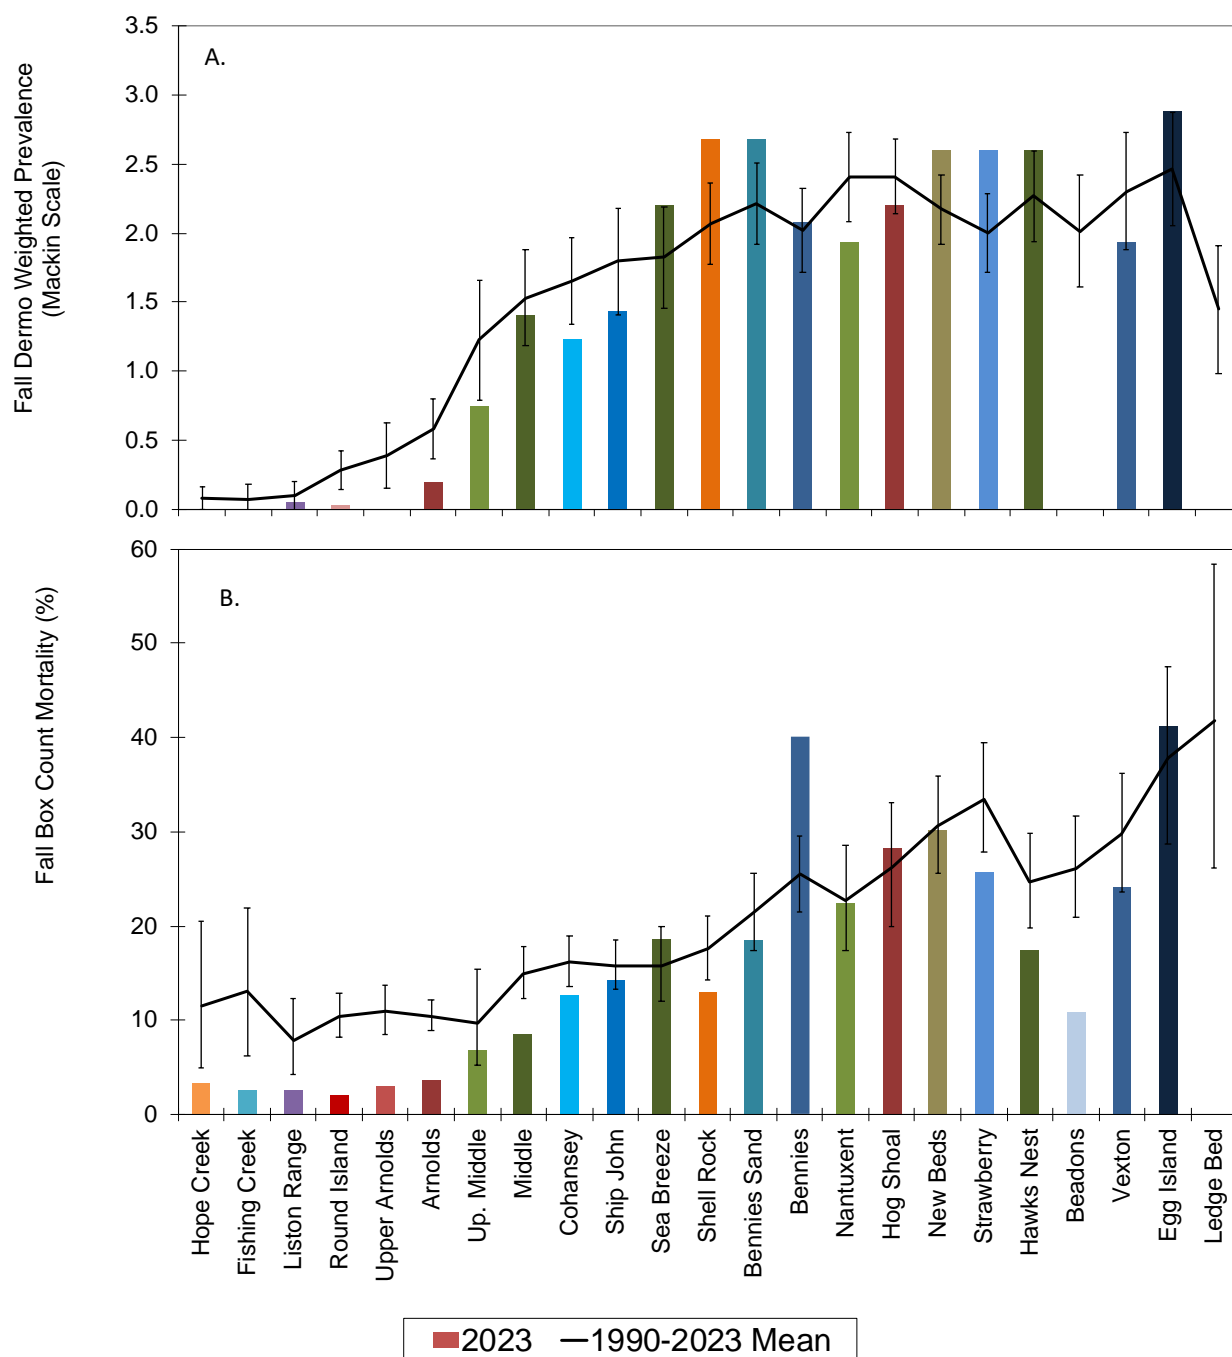 A.
Fall Dermo Weighted Prevalence
(Mackin Scale)
3.5
3.0
2.5
2.0
1.5
1.0
0.5
0.0
B.
Fall Box Count Mortality (%)
60
50
40
30
20
10
0
Hope Creek
Fishing Creek
Liston Range
Round Island
Upper Arnolds
Arnolds
Up. Middle
Middle
Cohansey
Ship John
Sea Breeze
Shell Rock
Bennies Sand
Bennies
Nantuxent
Hog Shoal
New Beds
Strawberry
Hawks Nest
Beadons
Vexton
Egg Island
Ledge Bed
2023
1990-2023 Mean